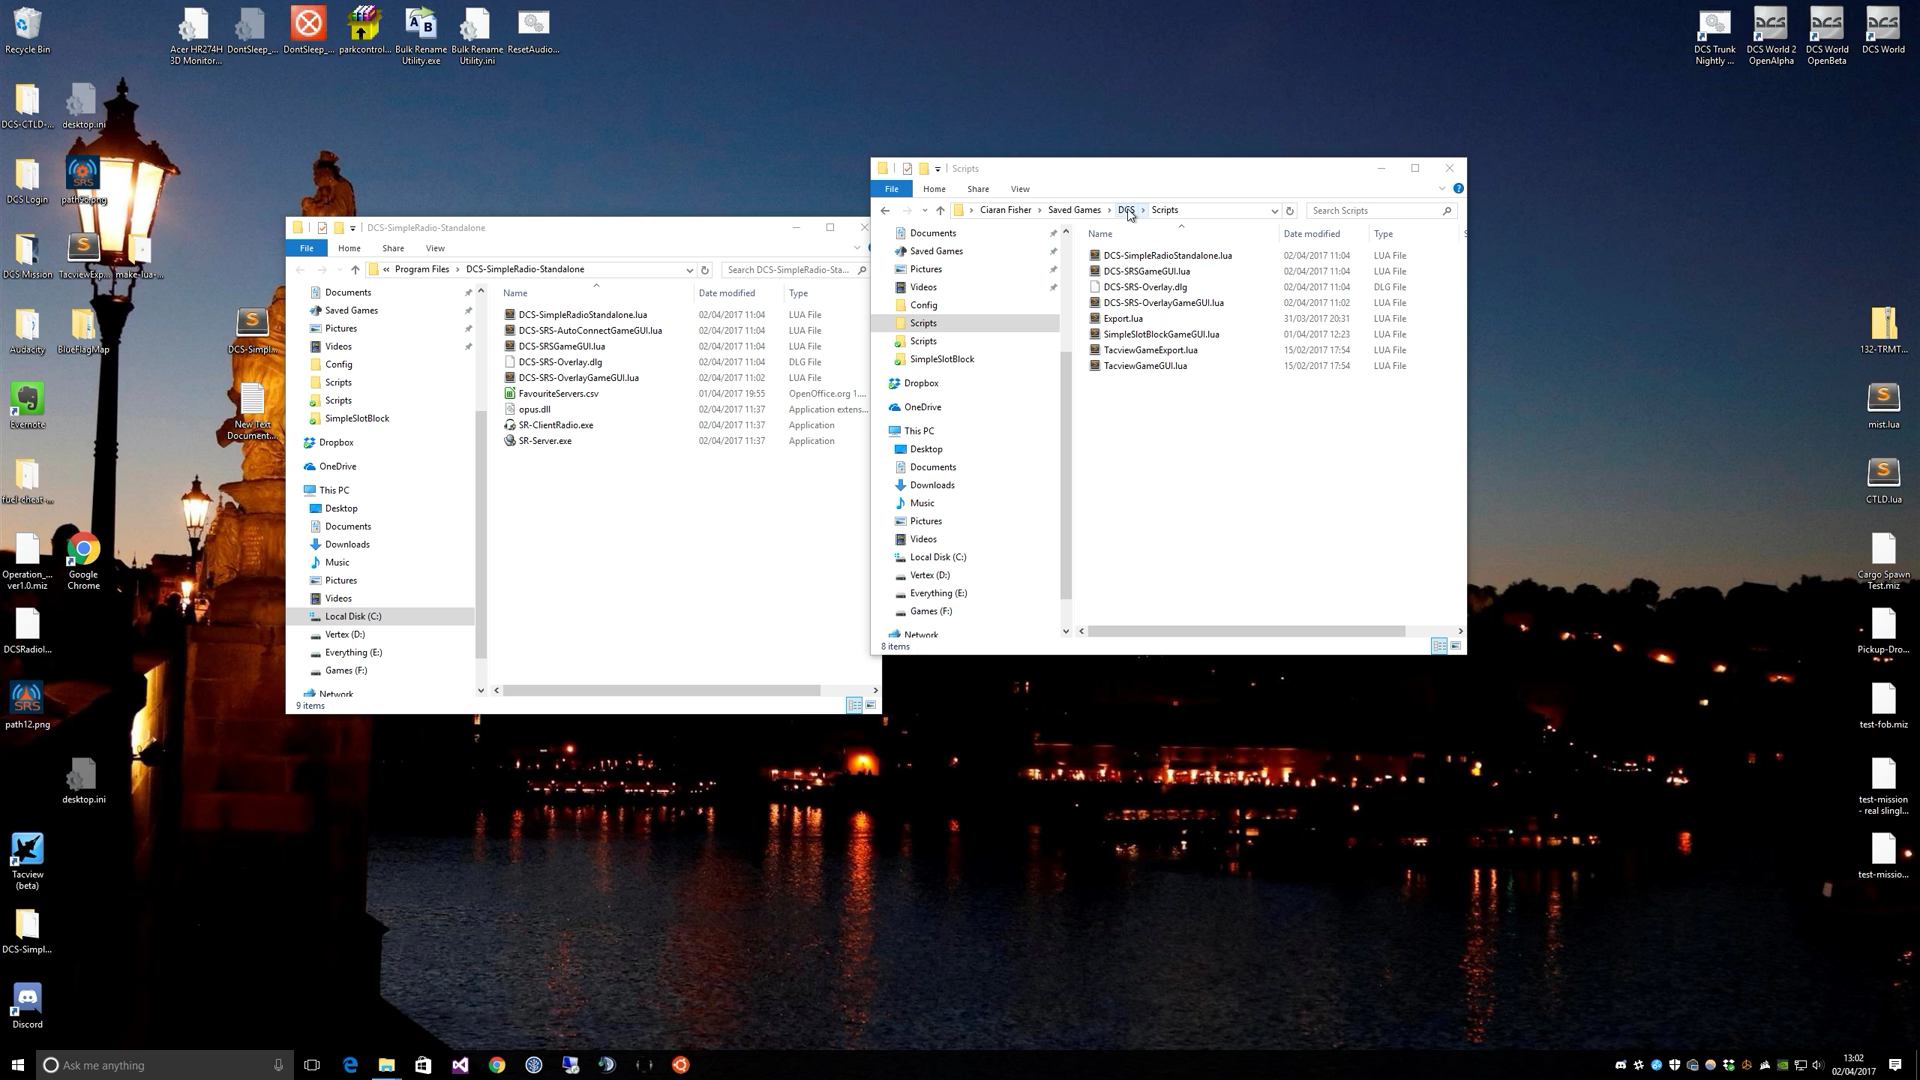 Recycle Bin
Acer HR274H
3D Monitor...
DontSleep_...
DontSleep_...
parkcontrol...
Bulk Rename
Utility.exe
Bulk Rename
Utility.ini
ResetAudio...
DCS Trunk
Nightly ...
DCS World 2
OpenAlpha
DCS World
OpenBeta
DCS World
DCS-CTLD-...
desktop.ini
DCS Login
path96.png
DCS Mission
TacviewExp...
make-lua-...
Audacity
BlueFlagMap
DCS-Simpl...
Evernote
New Text
Document...
fuel-cheat-...
Operation_...
ver1.0.miz
Google
Chrome
DCSRadioI...
path12.png
desktop.ini
Tacview
(beta)
DCS-Simpl...
Discord
132-TRMT...
mist.lua
CTLD.lua
Cargo Spawn
Test.miz
Pickup-Dro...
test-fob.miz
test-mission
- real slingl...
test-missio...
DCS-SimpleRadio-Standalone
File Home Share View
« Program Files › DCS-SimpleRadio-Standalone
Search DCS-SimpleRadio-Sta...
Documents
Saved Games
Pictures
Videos
Config
Scripts
Scripts
SimpleSlotBlock
Dropbox
OneDrive
This PC
Desktop
Documents
Downloads
Music
Pictures
Videos
Local Disk (C:)
Vertex (D:)
Everything (E:)
Games (F:)
Network
Name Date modified Type
DCS-SimpleRadioStandalone.lua 02/04/2017 11:04 LUA File
DCS-SRS-AutoConnectGameGUI.lua 02/04/2017 11:04 LUA File
DCS-SRSGameGUI.lua 02/04/2017 11:04 LUA File
DCS-SRS-Overlay.dlg 02/04/2017 11:04 DLG File
DCS-SRS-OverlayGameGUI.lua 02/04/2017 11:02 LUA File
FavouriteServers.csv 01/04/2017 19:55 OpenOffice.org 1....
opus.dll 02/04/2017 11:37 Application extens...
SR-ClientRadio.exe 02/04/2017 11:37 Application
SR-Server.exe 02/04/2017 11:37 Application
9 items
Scripts
File Home Share View
› Ciaran Fisher › Saved Games › DCS › Scripts
Search Scripts
Documents
Saved Games
Pictures
Videos
Config
Scripts
Scripts
SimpleSlotBlock
Dropbox
OneDrive
This PC
Desktop
Documents
Downloads
Music
Pictures
Videos
Local Disk (C:)
Vertex (D:)
Everything (E:)
Games (F:)
Network
Name Date modified Type S
DCS-SimpleRadioStandalone.lua 02/04/2017 11:04 LUA File
DCS-SRSGameGUI.lua 02/04/2017 11:04 LUA File
DCS-SRS-Overlay.dlg 02/04/2017 11:04 DLG File
DCS-SRS-OverlayGameGUI.lua 02/04/2017 11:02 LUA File
Export.lua 31/03/2017 20:31 LUA File
SimpleSlotBlockGameGUI.lua 01/04/2017 12:23 LUA File
TacviewGameExport.lua 15/02/2017 17:54 LUA File
TacviewGameGUI.lua 15/02/2017 17:54 LUA File
8 items
Ask me anything
13:02
02/04/2017